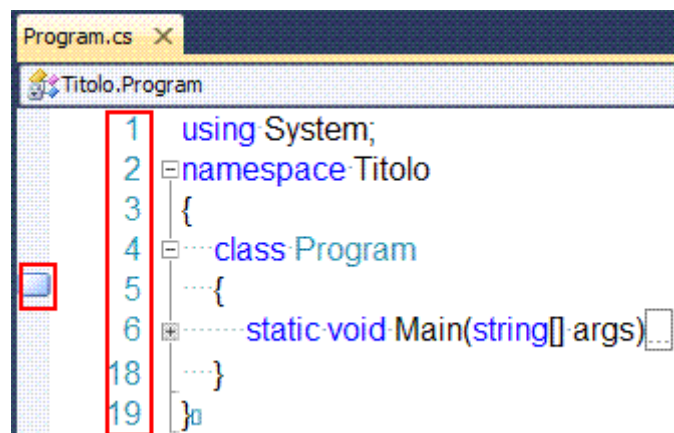 Program.cs
Titolo.Program
1 using System;
2 namespace Titolo
3 {
4 class Program
5 {
6 static void Main(string[] args)...
18 }
19 }